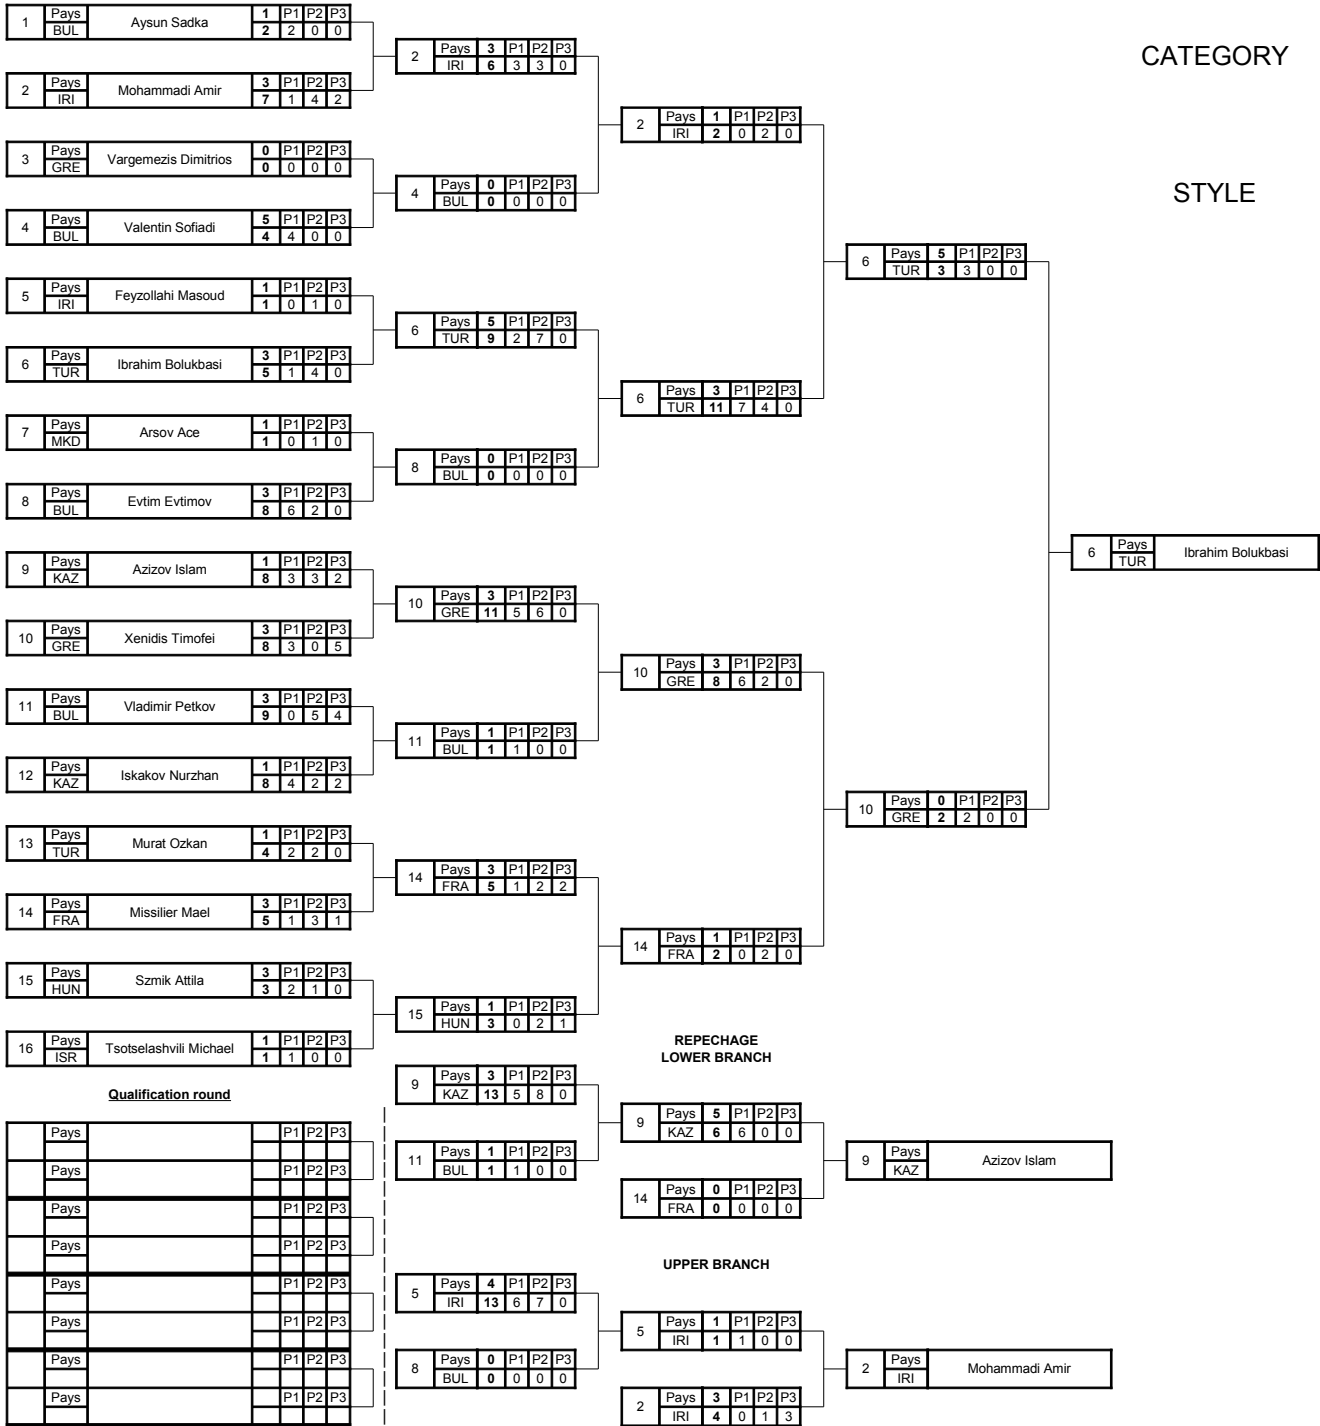 CATEGORY
STYLE
1 Pays BUL Aysun Sadka 1 P1 P2 P3
2 2 0 0
2 Pays IRI Mohammadi Amir 3 P1 P2 P3
7 1 4 2
3 Pays GRE Vargemezis Dimitrios 0 P1 P2 P3
0 0 0 0
4 Pays BUL Valentin Sofiadi 5 P1 P2 P3
4 4 0 0
5 Pays IRI Feyzollahi Masoud 1 P1 P2 P3
1 0 1 0
6 Pays TUR Ibrahim Bolukbasi 3 P1 P2 P3
5 1 4 0
7 Pays MKD Arsov Ace 1 P1 P2 P3
1 0 1 0
8 Pays BUL Evtim Evtimov 3 P1 P2 P3
8 6 2 0
9 Pays KAZ Azizov Islam 1 P1 P2 P3
8 3 3 2
10 Pays GRE Xenidis Timofei 3 P1 P2 P3
8 3 0 5
11 Pays BUL Vladimir Petkov 3 P1 P2 P3
9 0 5 4
12 Pays KAZ Iskakov Nurzhan 1 P1 P2 P3
8 4 2 2
13 Pays TUR Murat Ozkan 1 P1 P2 P3
4 2 2 0
14 Pays FRA Missilier Mael 3 P1 P2 P3
5 1 3 1
15 Pays HUN Szmik Attila 3 P1 P2 P3
3 2 1 0
16 Pays ISR Tsotselashvili Michael 1 P1 P2 P3
1 1 0 0
2 Pays 3 P1 P2 P3
IRI 6 3 3 0
4 Pays 0 P1 P2 P3
BUL 0 0 0 0
6 Pays 5 P1 P2 P3
TUR 9 2 7 0
8 Pays 0 P1 P2 P3
BUL 0 0 0 0
10 Pays 3 P1 P2 P3
GRE 11 5 6 0
11 Pays 1 P1 P2 P3
BUL 1 1 0 0
14 Pays 3 P1 P2 P3
FRA 5 1 2 2
15 Pays 1 P1 P2 P3
HUN 3 0 2 1
2 Pays 1 P1 P2 P3
IRI 2 0 2 0
6 Pays 3 P1 P2 P3
TUR 11 7 4 0
10 Pays 3 P1 P2 P3
GRE 8 6 2 0
14 Pays 1 P1 P2 P3
FRA 2 0 2 0
6 Pays 5 P1 P2 P3
TUR 3 3 0 0
10 Pays 0 P1 P2 P3
GRE 2 2 0 0
6 Pays TUR Ibrahim Bolukbasi
Qualification round
Pays P1 P2 P3
Pays P1 P2 P3
Pays P1 P2 P3
Pays P1 P2 P3
Pays P1 P2 P3
Pays P1 P2 P3
Pays P1 P2 P3
Pays P1 P2 P3
REPECHAGE
LOWER BRANCH
9 Pays 3 P1 P2 P3
KAZ 13 5 8 0
11 Pays 1 P1 P2 P3
BUL 1 1 0 0
9 Pays 5 P1 P2 P3
KAZ 6 6 0 0
14 Pays 0 P1 P2 P3
FRA 0 0 0 0
9 Pays KAZ Azizov Islam
UPPER BRANCH
5 Pays 4 P1 P2 P3
IRI 13 6 7 0
8 Pays 0 P1 P2 P3
BUL 0 0 0 0
5 Pays 1 P1 P2 P3
IRI 1 1 0 0
2 Pays 3 P1 P2 P3
IRI 4 0 1 3
2 Pays IRI Mohammadi Amir